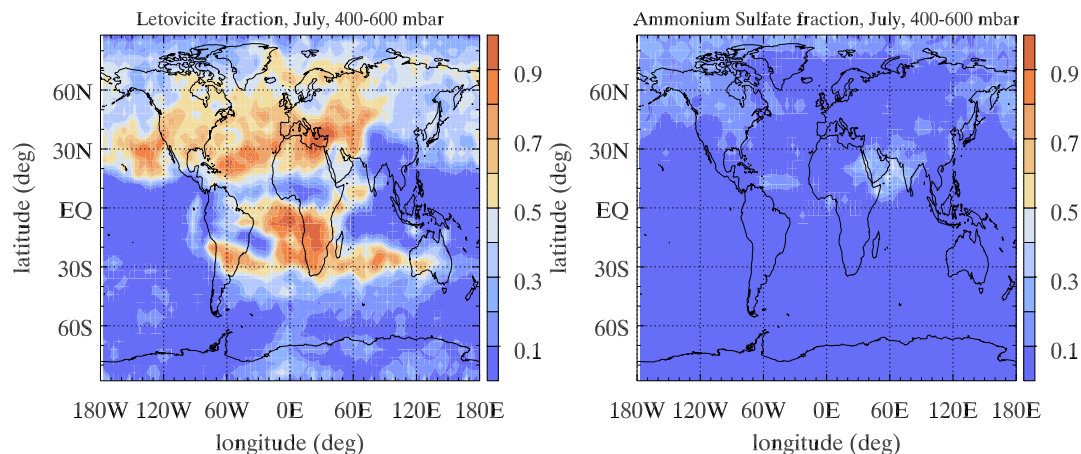 Letovicite fraction, July, 400-600 mbar
latitude (deg)
60N
30N
EQ
30S
60S
180W 120W 60W 0E 60E 120E 180E
longitude (deg)
0.9
0.7
0.5
0.3
0.1
Ammonium Sulfate fraction, July, 400-600 mbar
latitude (deg)
60N
30N
EQ
30S
60S
180W 120W 60W 0E 60E 120E 180E
longitude (deg)
0.9
0.7
0.5
0.3
0.1